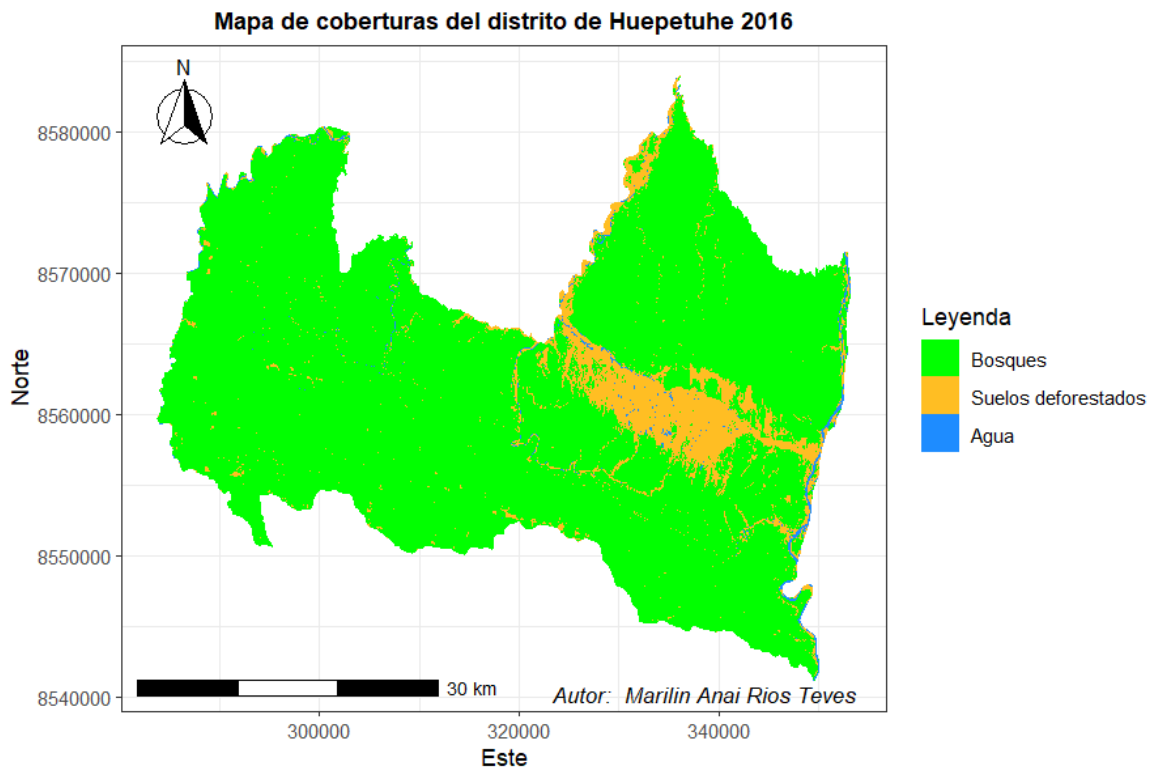 Mapa de coberturas del distrito de Huepetuhe 2016
N
8580000
8570000
8560000
8550000
8540000
Norte
30 km
Autor: Marilin Anai Rios Teves
300000
320000
340000
Este
Leyenda
Bosques
Suelos deforestados
Agua